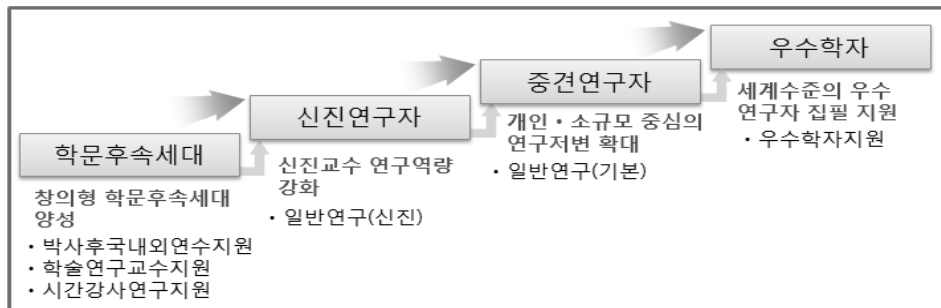 학문후속세대
창의형 학문후속세대
양성
• 박사후국내외연수지원
• 학술연구교수지원
• 시간강사연구지원
신진연구자
신진교수 연구역량
강화
• 일반연구(신진)
중견연구자
개인・소규모 중심의
연구저변 확대
• 일반연구(기본)
우수학자
세계수준의 우수
연구자 집필 지원
• 우수학자지원